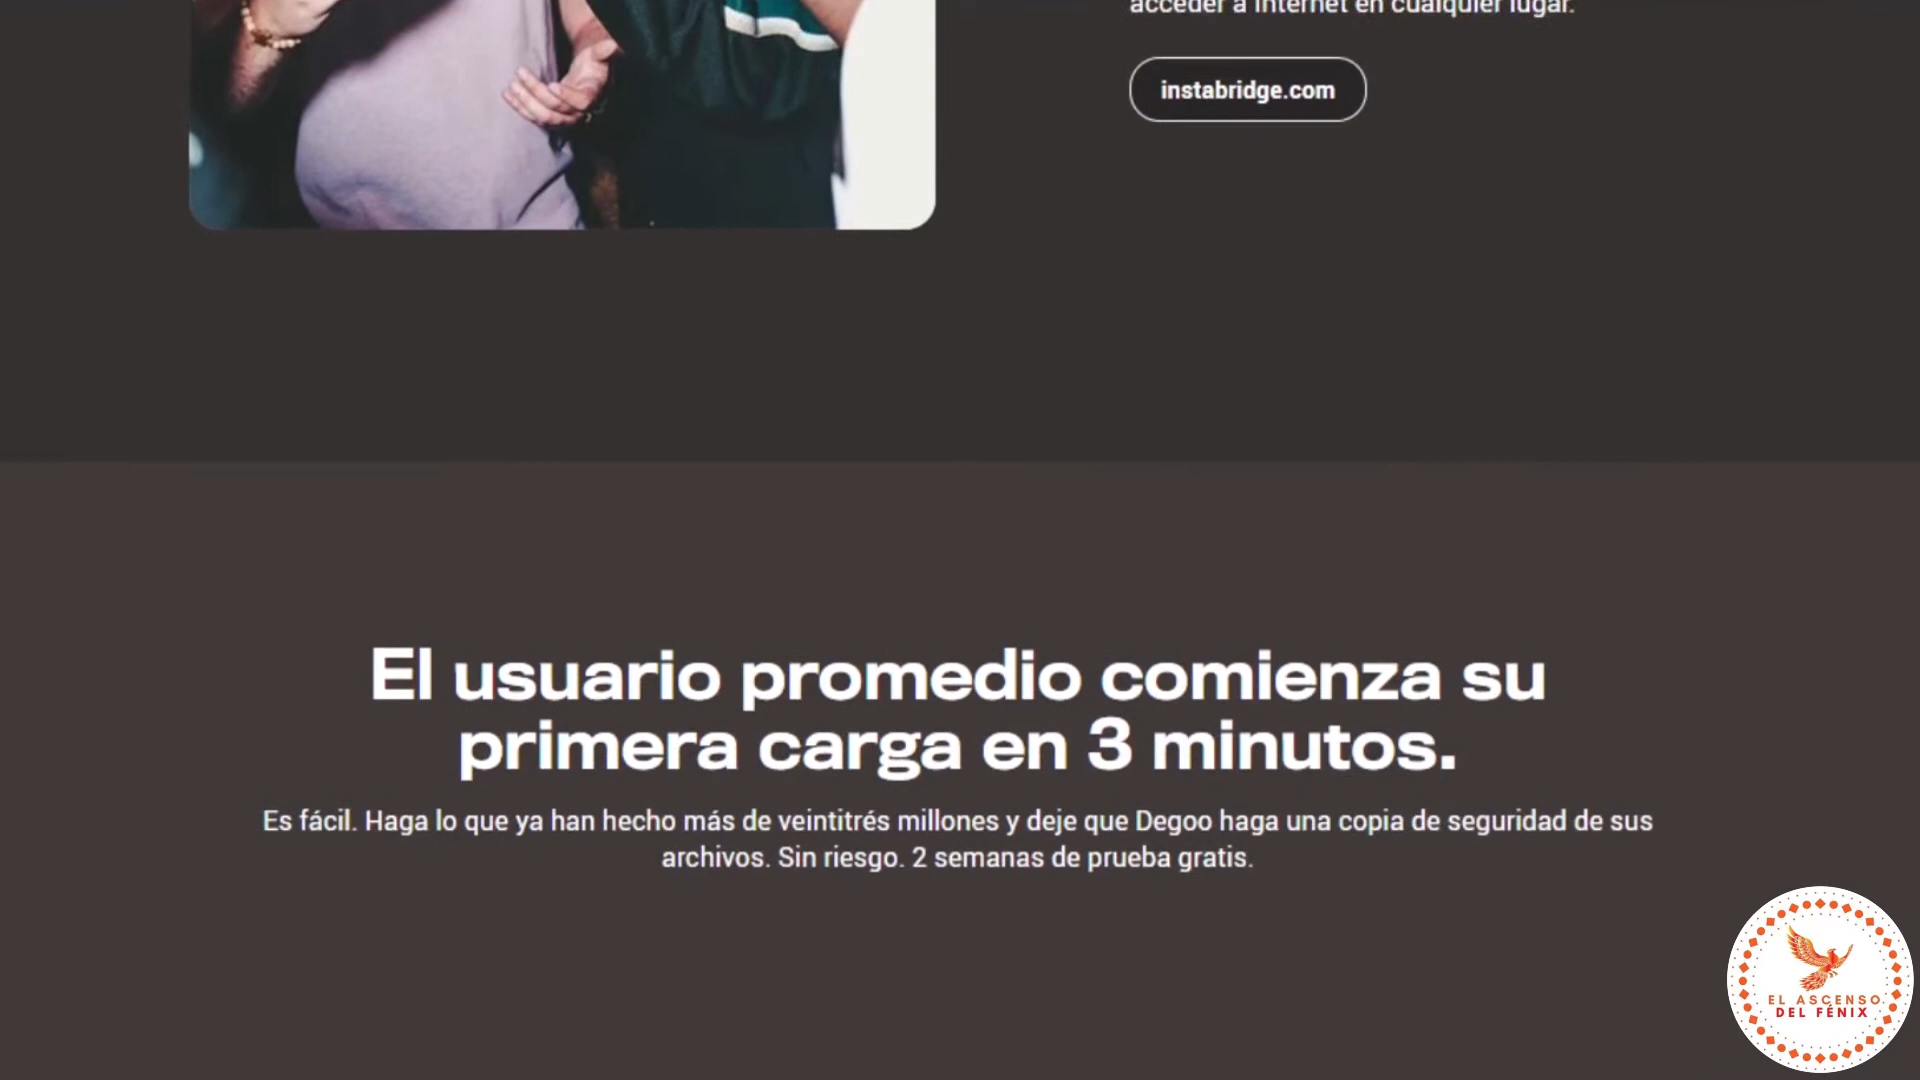 acceder a Internet en cualquier lugar.
instabridge.com
El usuario promedio comienza su
primera carga en 3 minutos.
Es fácil. Haga lo que ya han hecho más de veintitrés millones y deje que Degoo haga una copia de seguridad de sus
archivos. Sin riesgo. 2 semanas de prueba gratis.
EL ASCENSO
DEL FÉNIX